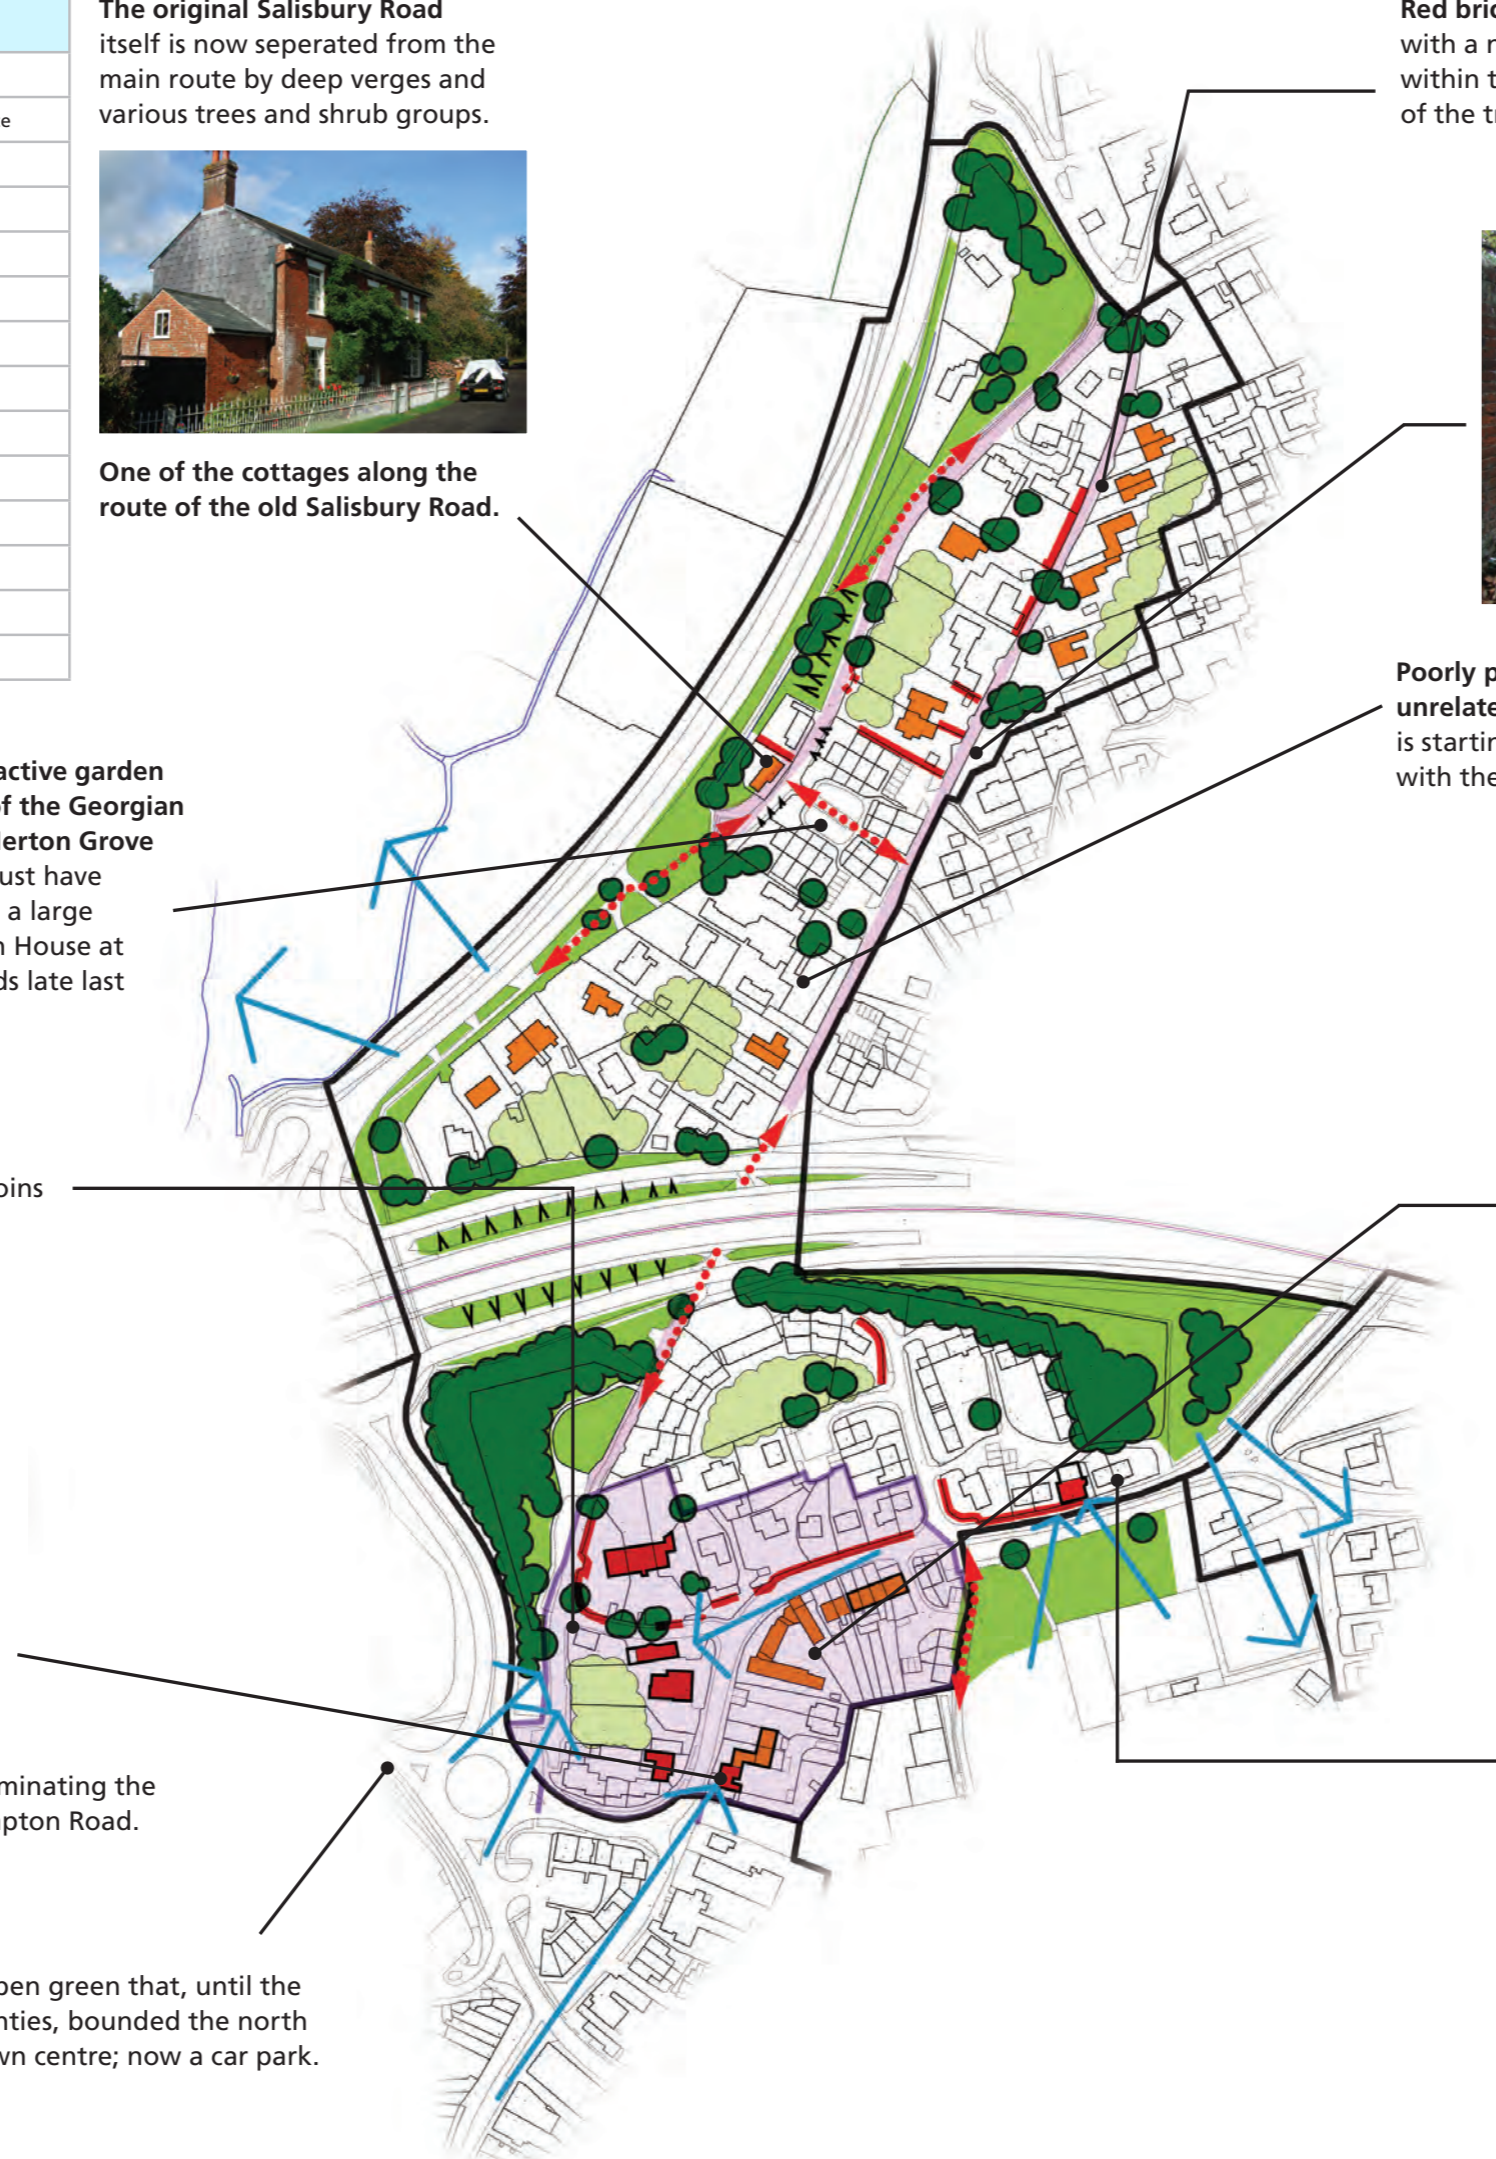 The original Salisbury Road
itself is now seperated from the
main route by deep verges and
various trees and shrub groups.
One of the cottages along the
route of the old Salisbury Road.
active garden
of the Georgian
erton Grove
ust have
a large
House at
ds late last
oins
minating the
pton Road.
pen green that, until the
nties, bounded the north
wn centre; now a car park.
Red bric
with a
within t
of the tr
Poorly p
unrelate
is startin
with the